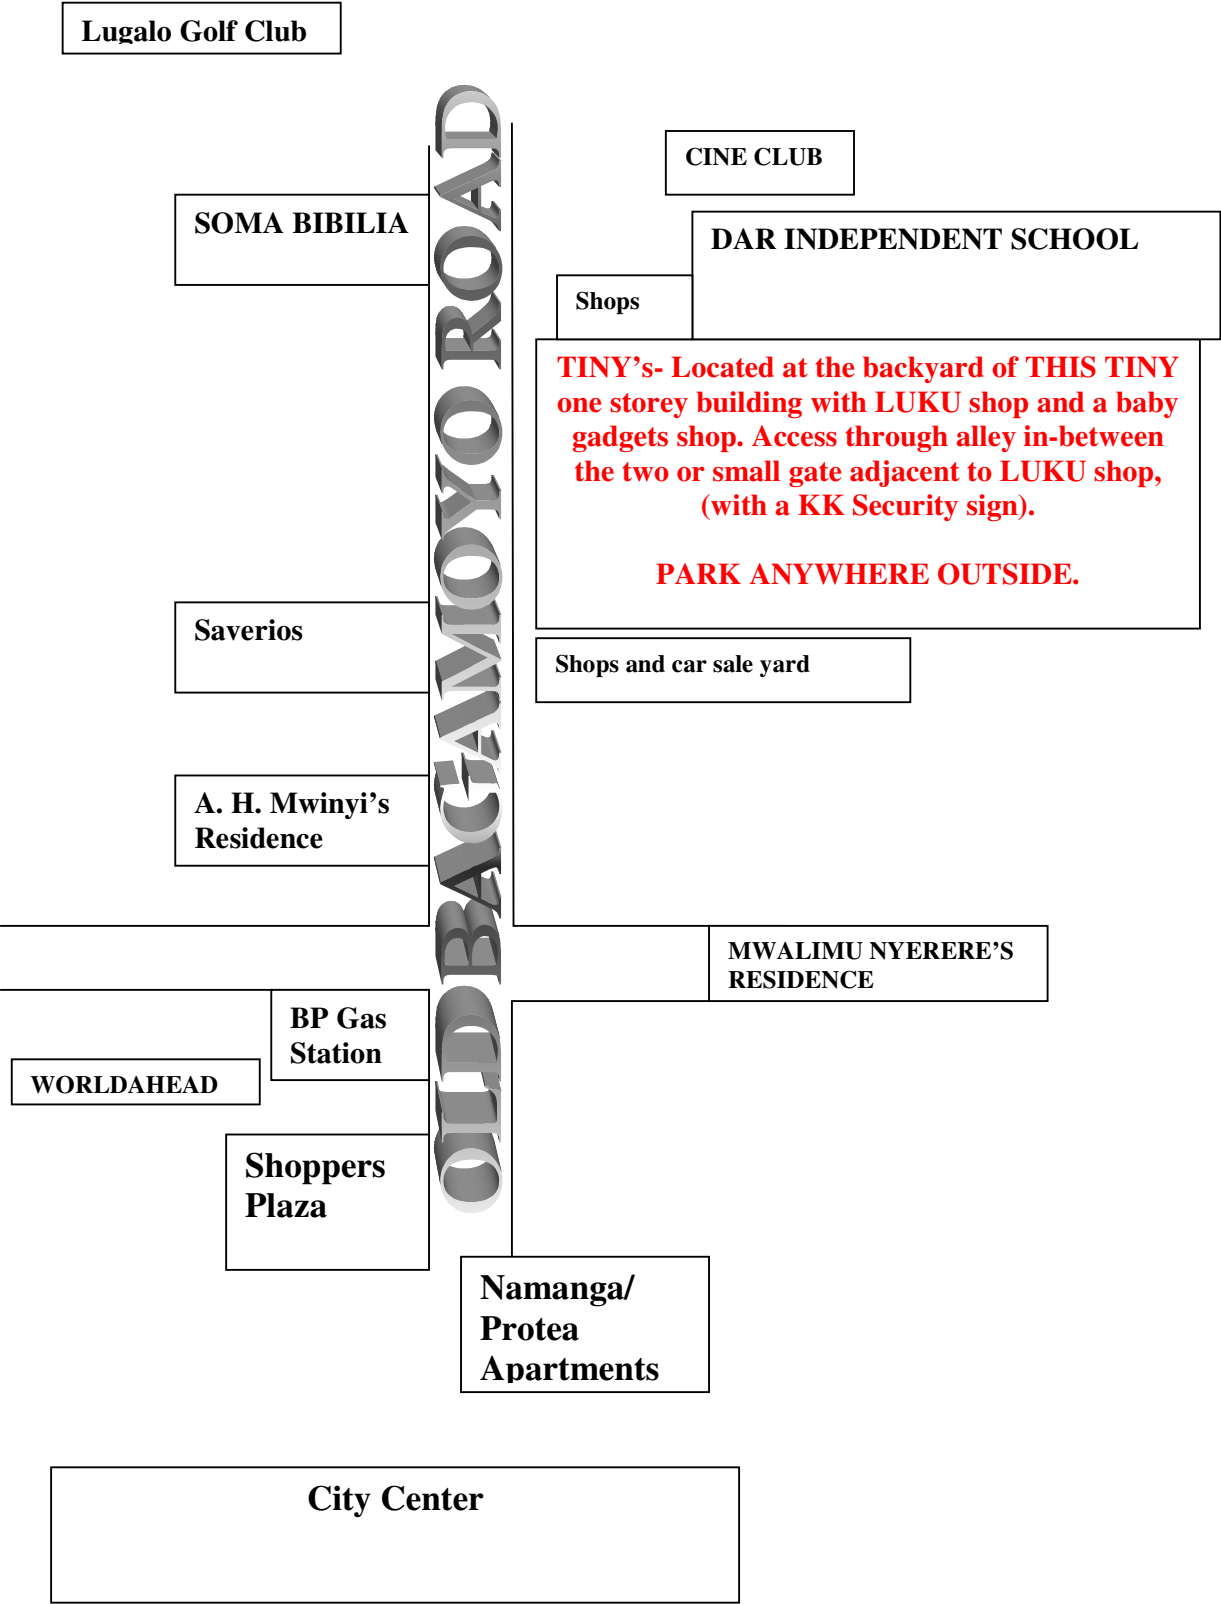 Lugalo Golf Club
CINE CLUB
SOMA BIBILIA
DAR INDEPENDENT SCHOOL
Shops
TINY's- Located at the backyard of THIS TINY
one storey building with LUKU shop and a baby
gadgets shop. Access through alley in-between
the two or small gate adjacent to LUKU shop,
(with a KK Security sign).
PARK ANYWHERE OUTSIDE.
OLD BAGAMOYO ROAD
Saverios
Shops and car sale yard
A. H. Mwinyi’s
Residence
MWALIMU NYERERE’S
RESIDENCE
BP Gas
Station
WORLDAHEAD
Shoppers
Plaza
Namanga/
Protea
Apartments
City Center